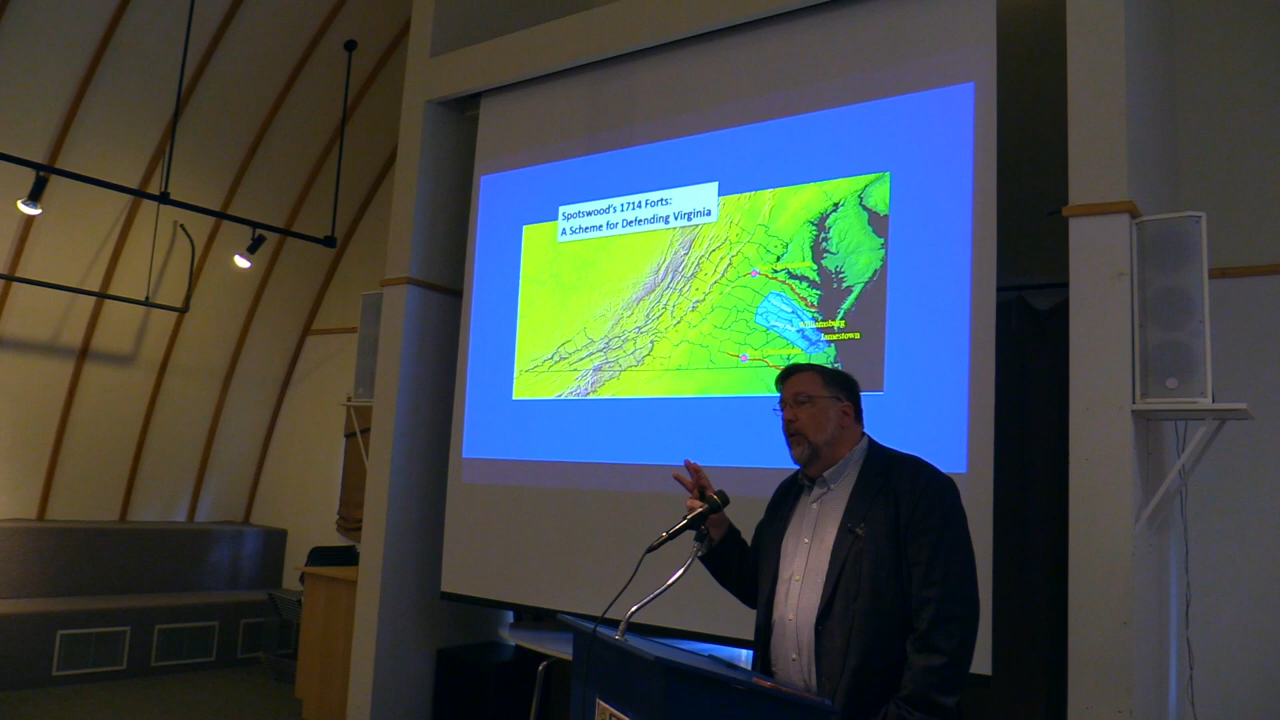 Spotswood's 1714 Forts:
A Scheme for Defending Virginia
Williamsburg
Jamestown